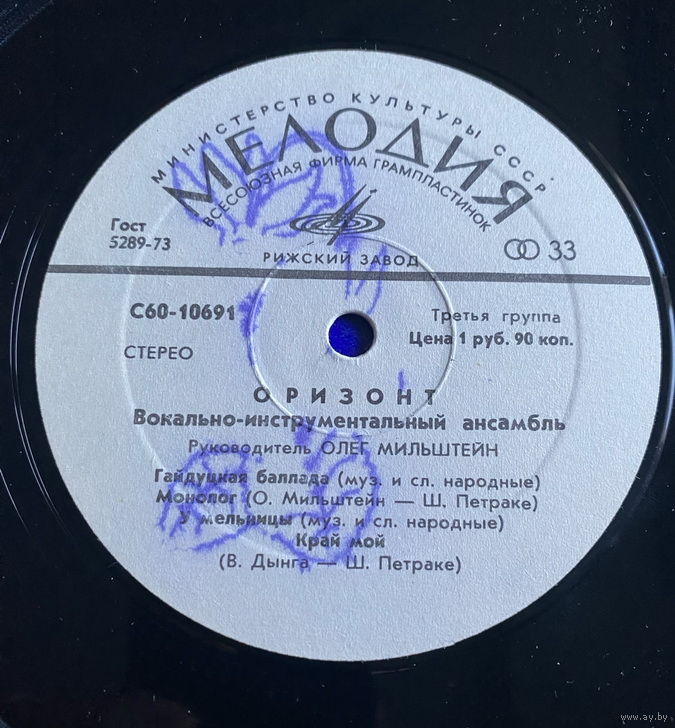 МИНИСТЕРСТВО КУЛЬТУРЫ СССР
МЕЛОДИЯ
ВСЕСОЮЗНАЯ ФИРМА ГРАМПЛАСТИНОК
Гост
5289-73
33
РИЖСКИЙ ЗАВОД
С60-10691
Третья группа
Цена 1 руб. 90 коп.
СТЕРЕО
ОРИЗОНТ
Вокально-инструментальный ансамбль
Руководитель ОЛЕГ МИЛЬШТЕЙН
Гайдуцкая баллада (муз. и сл. народные)
Монолог (О. Мильштейн — Ш. Петраке)
У мельницы (муз. и сл. народные)
Край мой
(В. Дынга — Ш. Петраке)
www.ay.by